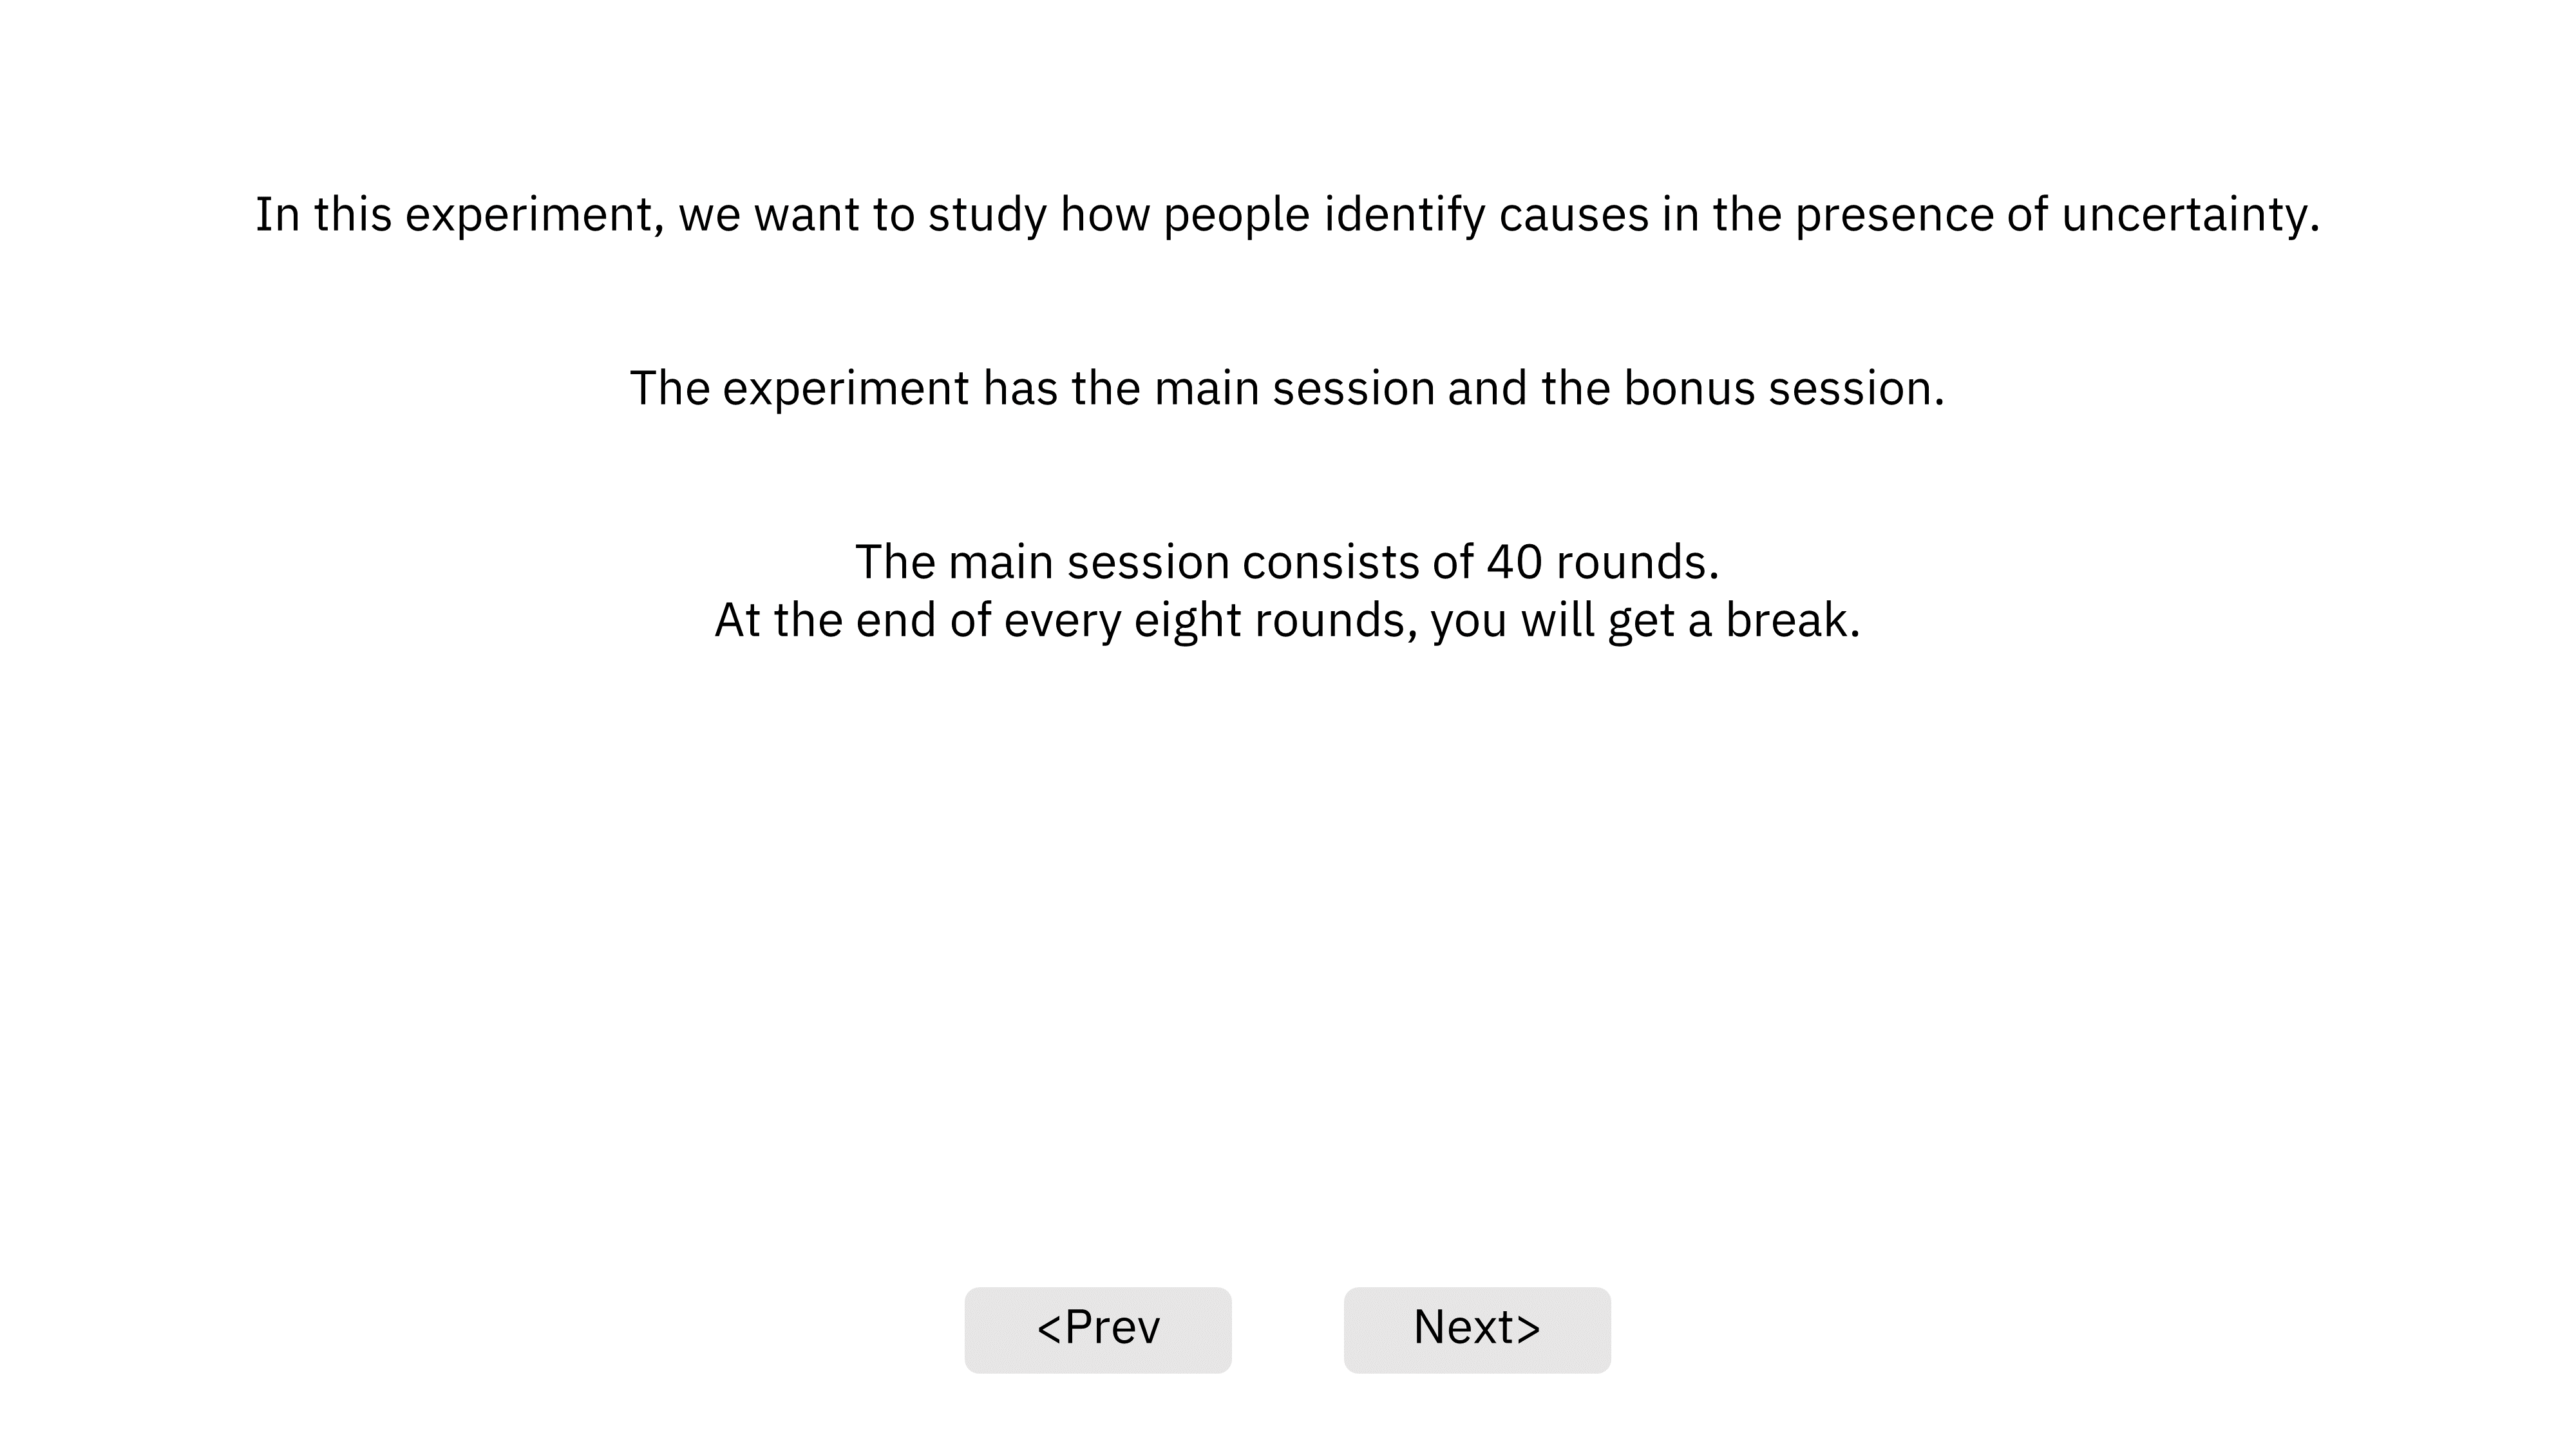 In this experiment, we want to study how people identify causes in the presence of uncertainty.
The experiment has the main session and the bonus session.
The main session consists of 40 rounds.
At the end of every eight rounds, you will get a break.
<Prev
Next>